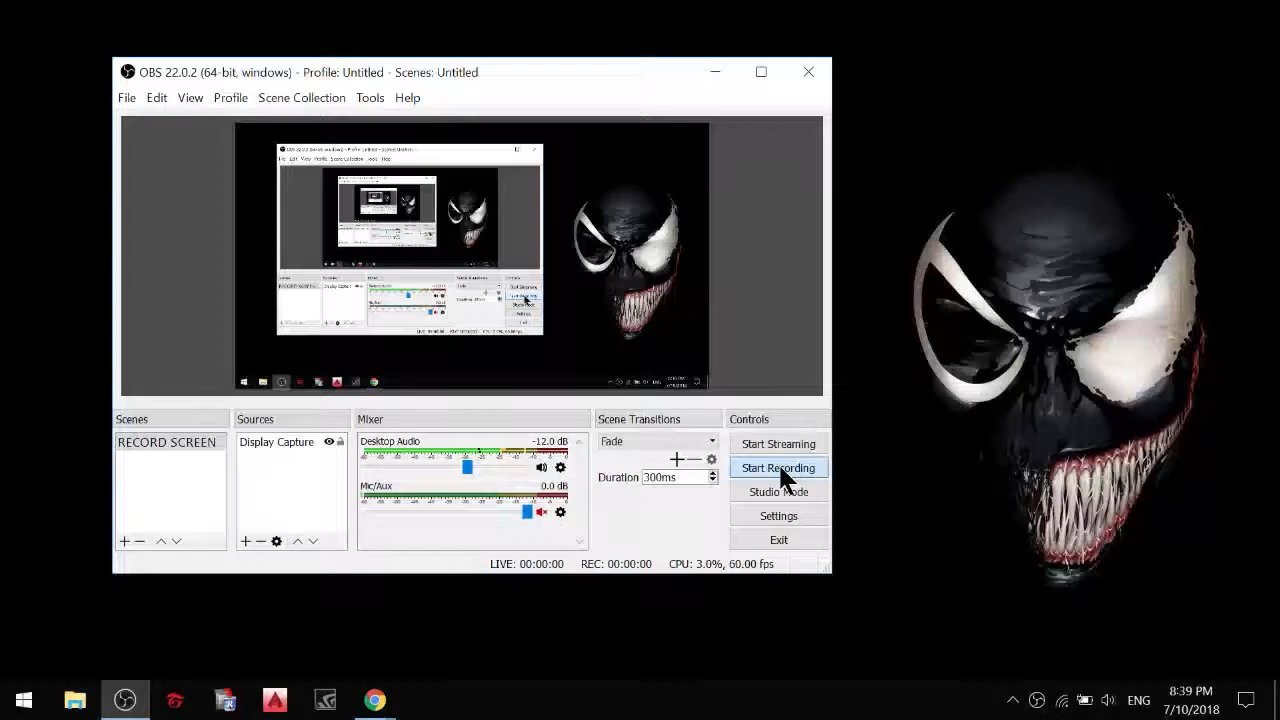 OBS 22.0.2 (64-bit, windows) - Profile: Untitled - Scenes: Untitled
File Edit View Profile Scene Collection Tools Help
Scenes Sources Mixer Scene Transitions Controls
RECORD SCREEN
Display Capture
Desktop Audio -12.0 dB
Mic/Aux 0.0 dB
Fade
Duration 300ms
Start Streaming
Start Recording
Studio Mode
Settings
Exit
LIVE: 00:00:00 REC: 00:00:00 CPU: 3.0%, 60.00 fps
ENG
8:39 PM
7/10/2018